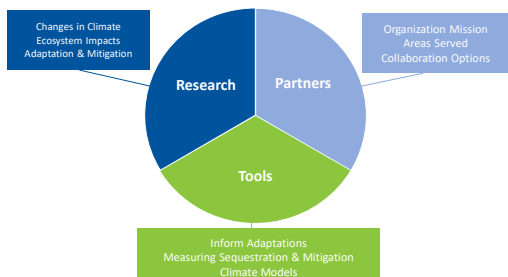 Changes in Climate
Ecosystem Impacts
Adaptation & Mitigation
Organization Mission
Areas Served
Collaboration Options
Research
Partners
Tools
Inform Adaptations
Measuring Sequestration & Mitigation
Climate Models